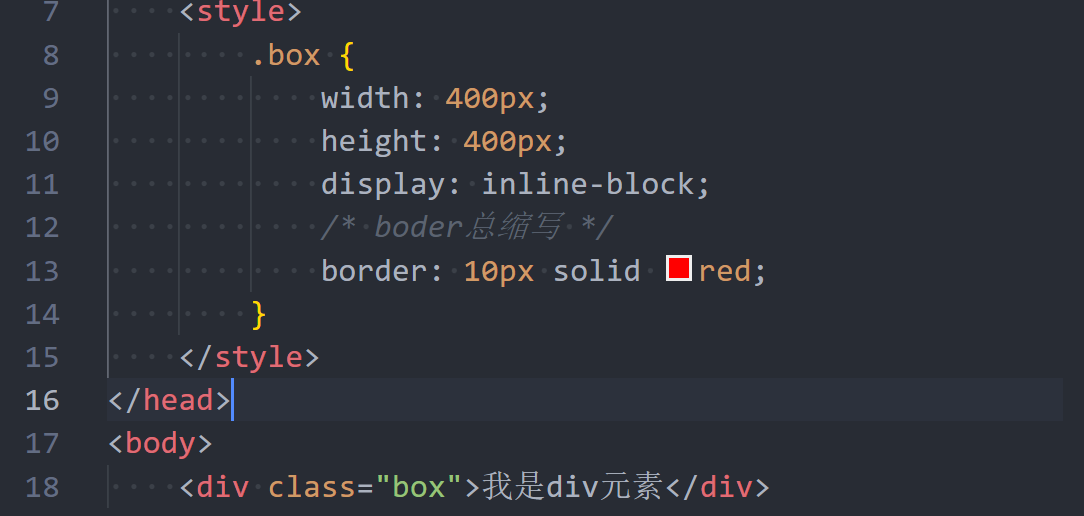 7 <style>
8 .box {
9 width: 400px;
10 height: 400px;
11 display: inline-block;
12 /* boder总缩写 */
13 border: 10px solid red;
14 }
15 </style>
16 </head>
17 <body>
18 <div class="box">我是div元素</div>